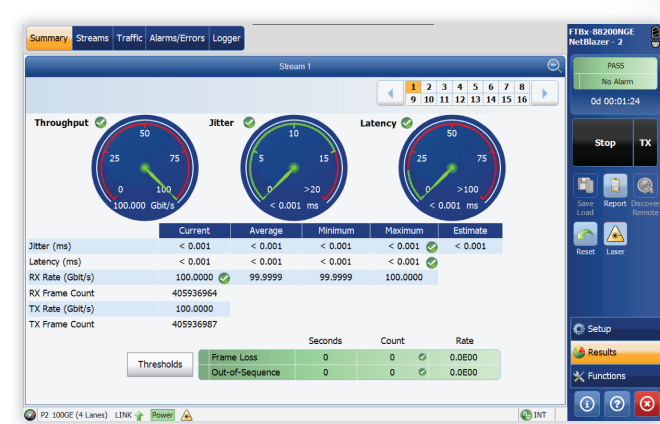 Summary Streams Traffic Alarms/Errors Logger
FTBx-88200NGE
NetBlazer - 2
Stream 1
PASS
No Alarm
0d 00:01:24
1 2 3 4 5 6 7 8
9 10 11 12 13 14 15 16
Throughput Jitter Latency
50
25 75
0 100
100.000 Gbit/s
10
5 15
0 >20
< 0.001 ms
50
25 75
0 >100
< 0.001 ms
Stop TX
Save
Load
Report
Discover
Remote
Reset Laser
Current Average Minimum Maximum Estimate
Jitter (ms) < 0.001 < 0.001 < 0.001 < 0.001 < 0.001
Latency (ms) < 0.001 < 0.001 < 0.001 < 0.001
RX Rate (Gbit/s) 100.0000 99.9999 99.9999 100.0000
RX Frame Count 405936964
TX Rate (Gbit/s) 100.0000
TX Frame Count 405936987
Seconds Count Rate
Thresholds
Frame Loss 0 0 0.0E00
Out-of-Sequence 0 0 0.0E00
Setup
Results
Functions
P2 100GE (4 Lanes) LINK Power INT